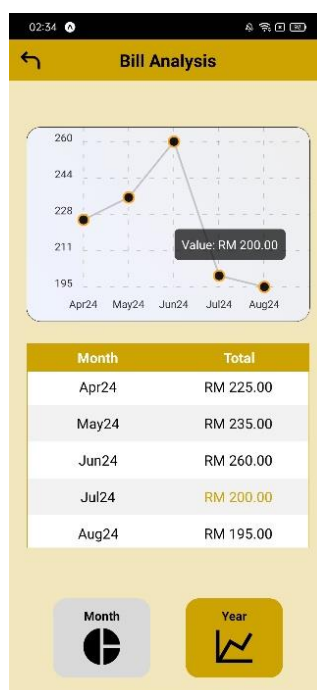 02:34
Bill Analysis
260
244
228
211
195
Value: RM 200.00
Apr24 May24 Jun24 Jul24 Aug24
Month Total
Apr24 RM 225.00
May24 RM 235.00
Jun24 RM 260.00
Jul24 RM 200.00
Aug24 RM 195.00
Month Year